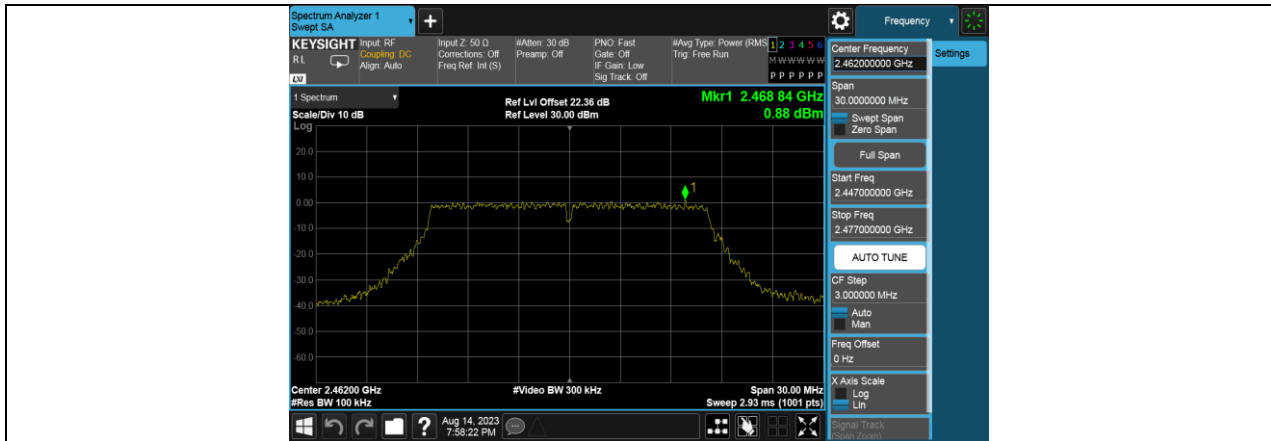 Spectrum Analyzer 1
Swept SA
+
Frequency
KEYSIGHT
RL
LXI
Input: RF
Coupling: DC
Align: Auto
Input Z: 50 Ω
Corrections: Off
Freq Ref: Int (S)
#Atten: 30 dB
Preamp: Off
PNO: Fast
Gate: Off
IF Gain: Low
Sig Track: Off
#Avg Type: Power (RMS
Trig: Free Run
1 2 3 4 5 6
M W W W W W
P P P P P P
1 Spectrum
Scale/Div 10 dB
Ref Lvl Offset 22.36 dB
Ref Level 30.00 dBm
Mkr1 2.468 84 GHz
0.88 dBm
Log
20.0
10.0
0.00
-10.0
-20.0
-30.0
-40.0
-50.0
-60.0
1
Center 2.46200 GHz
#Res BW 100 kHz
#Video BW 300 kHz
Span 30.00 MHz
Sweep 2.93 ms (1001 pts)
?
Aug 14, 2023
7:58:22 PM
Center Frequency
2.462000000 GHz
Settings
Span
30.0000000 MHz
Swept Span
Zero Span
Full Span
Start Freq
2.447000000 GHz
Stop Freq
2.477000000 GHz
AUTO TUNE
CF Step
3.000000 MHz
Auto
Man
Freq Offset
0 Hz
X Axis Scale
Log
Lin
Signal Track
(Span Zoom)